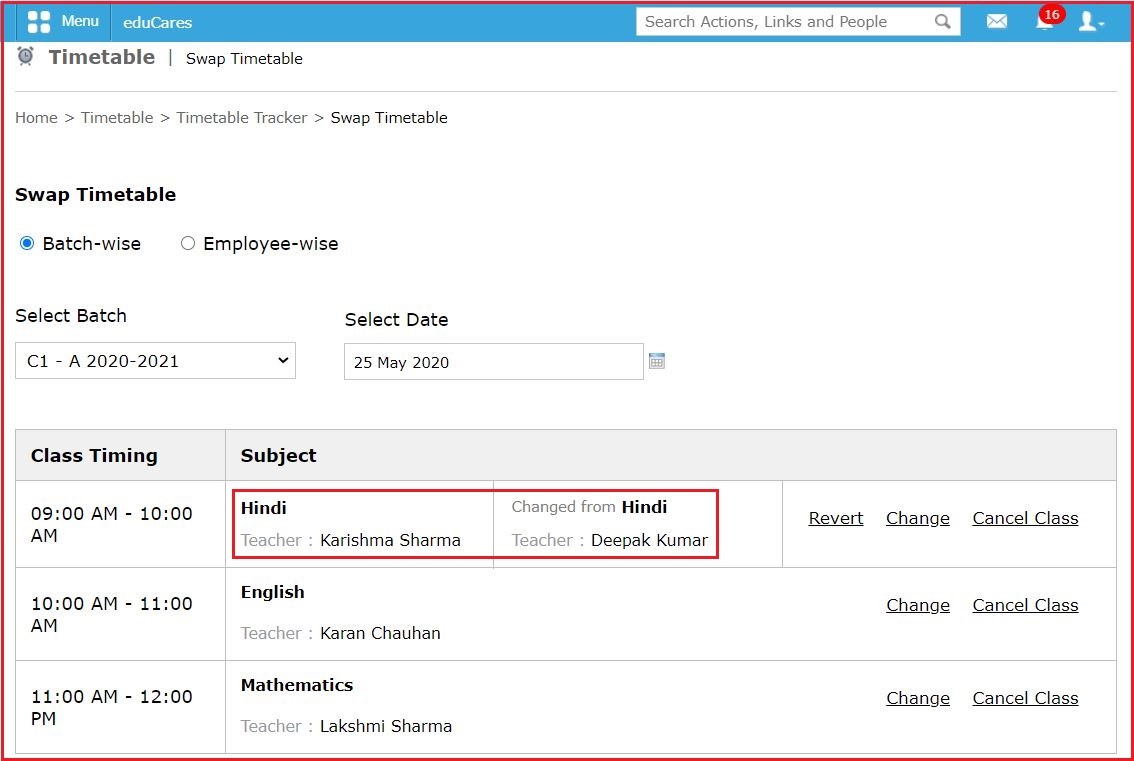 Menu eduCares Search Actions, Links and People 16
Timetable | Swap Timetable
Home > Timetable > Timetable Tracker > Swap Timetable
Swap Timetable
Batch-wise Employee-wise
Select Batch
Select Date
C1 - A 2020-2021
25 May 2020
Class Timing Subject
09:00 AM - 10:00
AM
Hindi
Teacher : Karishma Sharma
Changed from Hindi
Teacher : Deepak Kumar
Revert Change Cancel Class
10:00 AM - 11:00
AM
English
Teacher : Karan Chauhan
Change Cancel Class
11:00 AM - 12:00
PM
Mathematics
Teacher : Lakshmi Sharma
Change Cancel Class